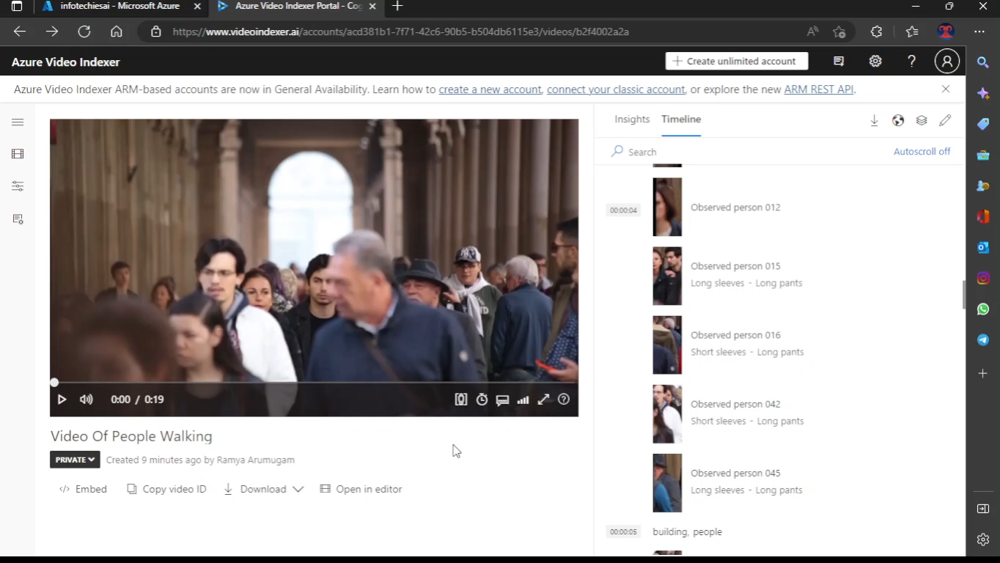 infotechiesai - Microsoft Azure
Azure Video Indexer Portal - Cog
https://www.videoindexer.ai/accounts/acd381b1-7f71-42c6-90b5-b504db6115e3/videos/b2f4002a2a
Azure Video Indexer
Create unlimited account
Azure Video Indexer ARM-based accounts are now in General Availability. Learn how to create a new account, connect your classic account, or explore the new ARM REST API.
Insights Timeline
Search
Autoscroll off
00:00:04
Observed person 012
Observed person 015
Long sleeves - Long pants
Observed person 016
Short sleeves - Long pants
Observed person 042
Short sleeves - Long pants
Observed person 045
Long sleeves - Long pants
00:00:05 building, people
0:00 / 0:19
Video Of People Walking
PRIVATE Created 9 minutes ago by Ramya Arumugam
Embed Copy video ID Download Open in editor